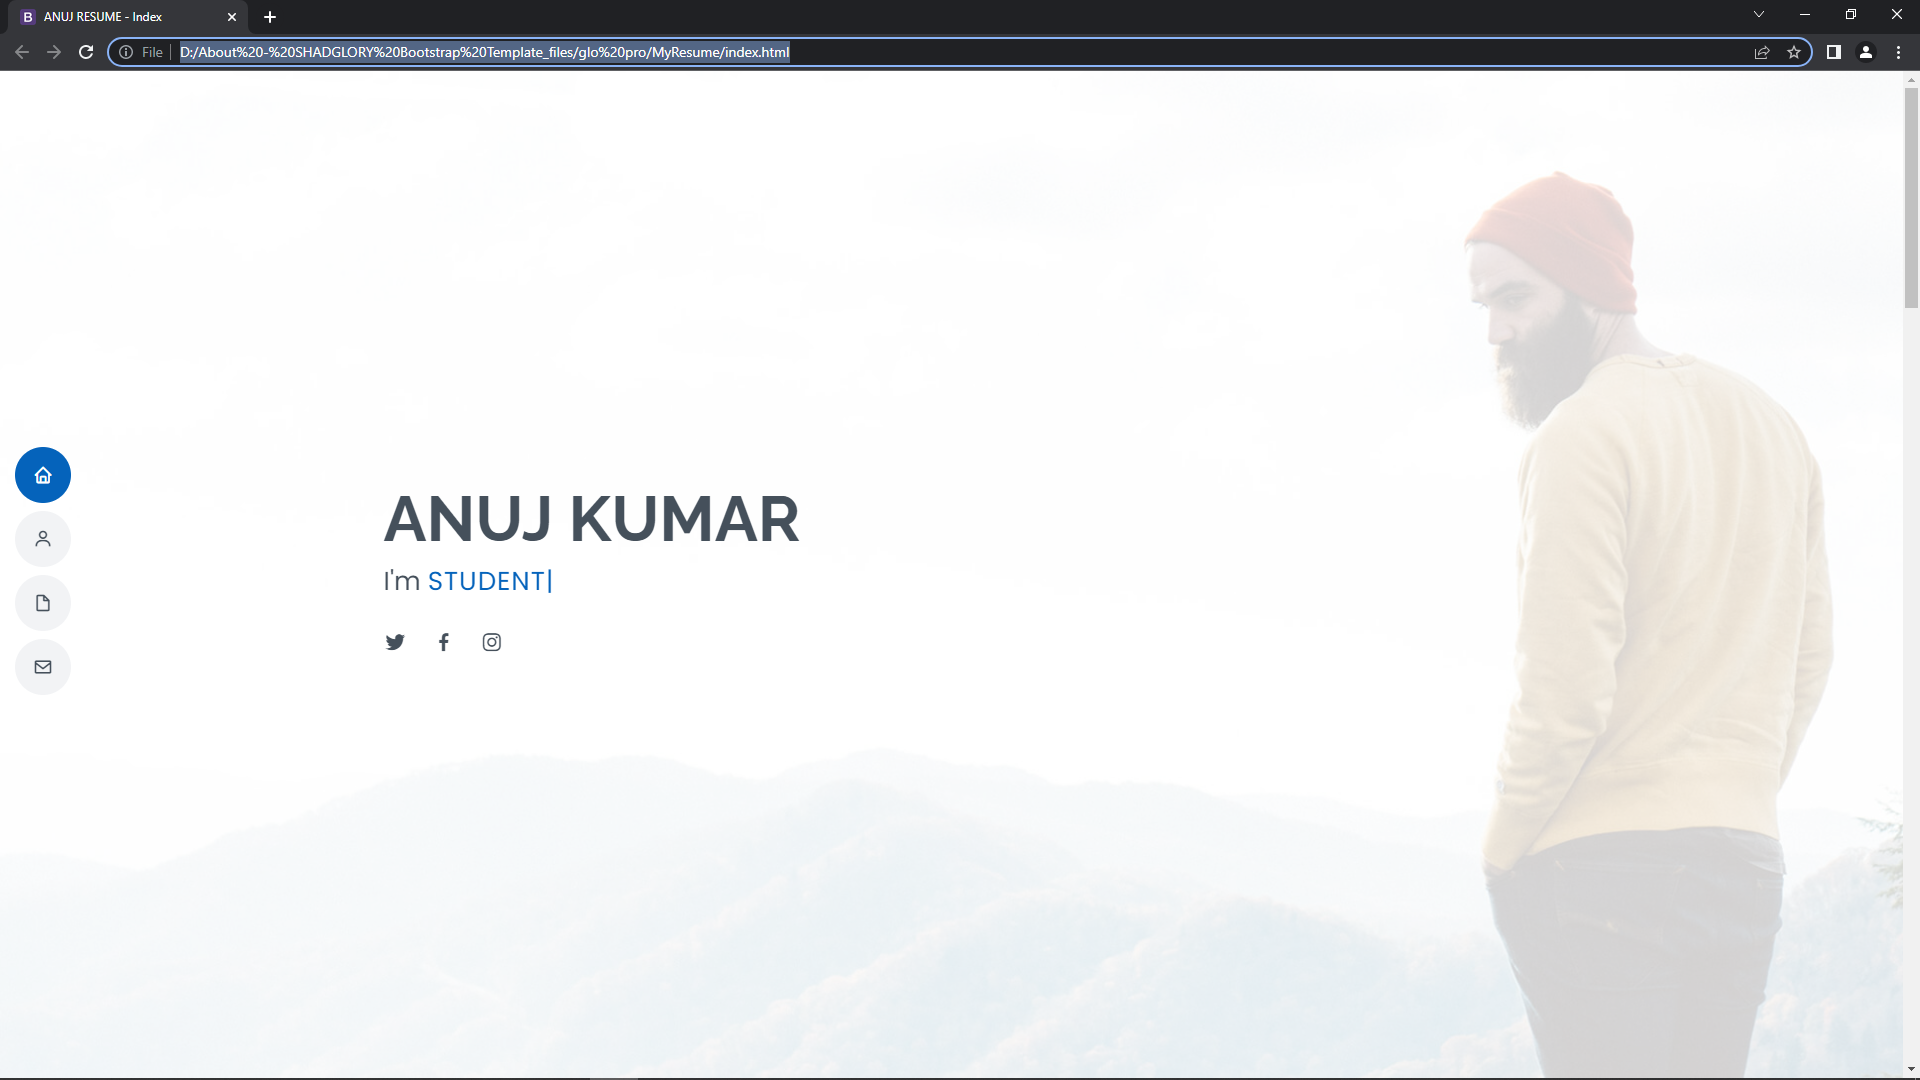 ANUJ RESUME - Index
File
D:/About%20-%20SHADGLORY%20Bootstrap%20Template_files/glo%20pro/MyResume/index.html
ANUJ KUMAR
I'm STUDENT|